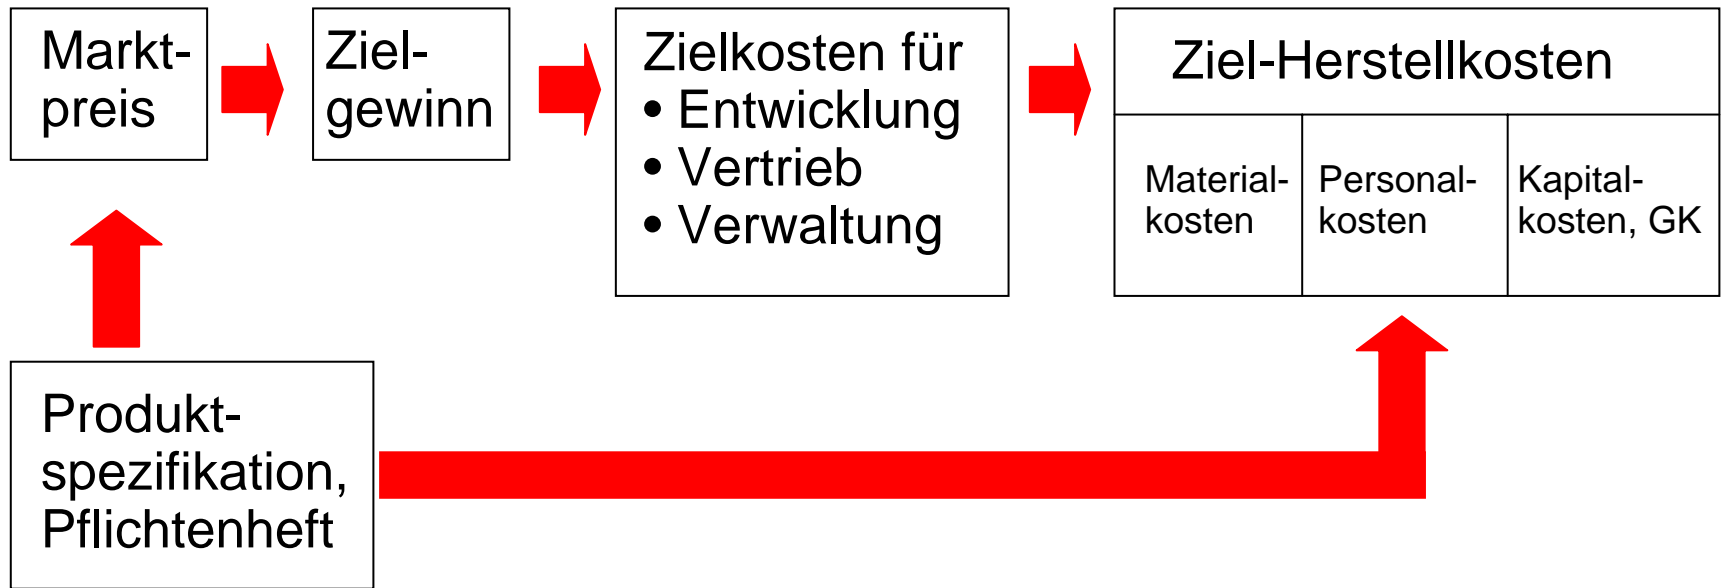 Markt-
preis
Ziel-
gewinn
Zielkosten für
• Entwicklung
• Vertrieb
• Verwaltung
Ziel-Herstellkosten
Material-
kosten
Personal-
kosten
Kapital-
kosten, GK
Produkt-
spezifikation,
Pflichtenheft